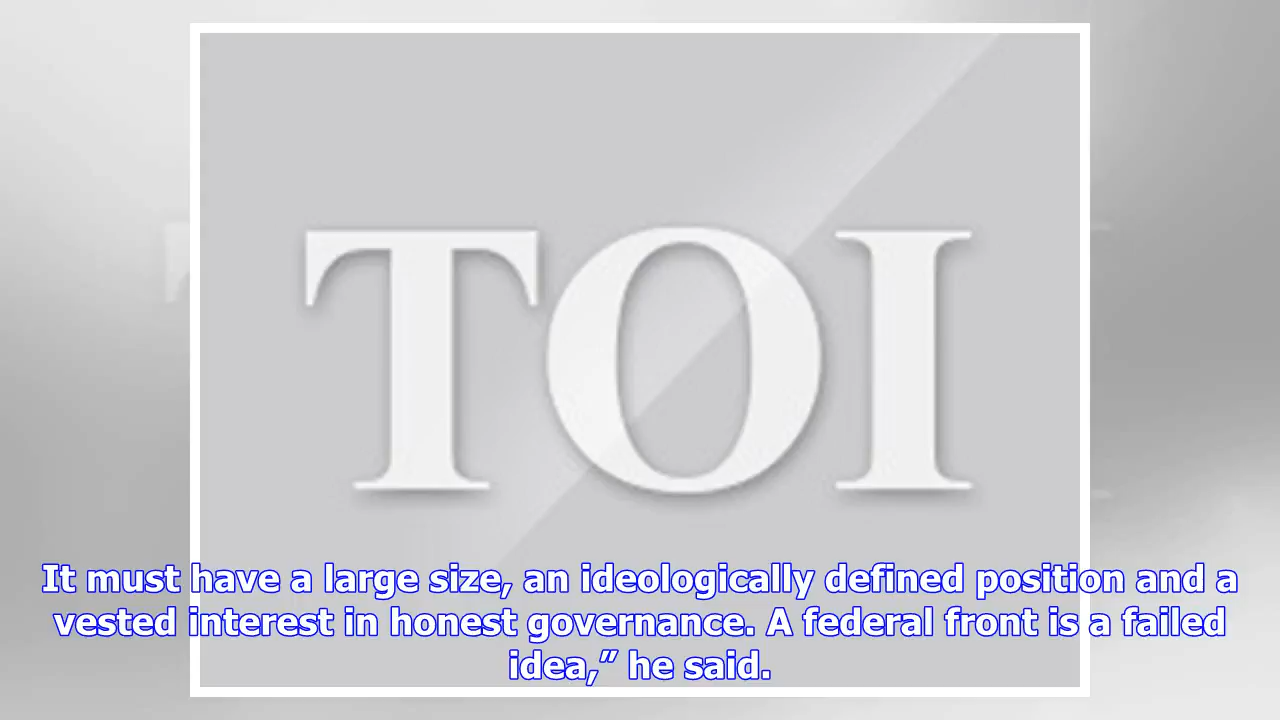 TOI
It must have a large size, an ideologically defined position and a
vested interest in honest governance. A federal front is a failed
idea,” he said.